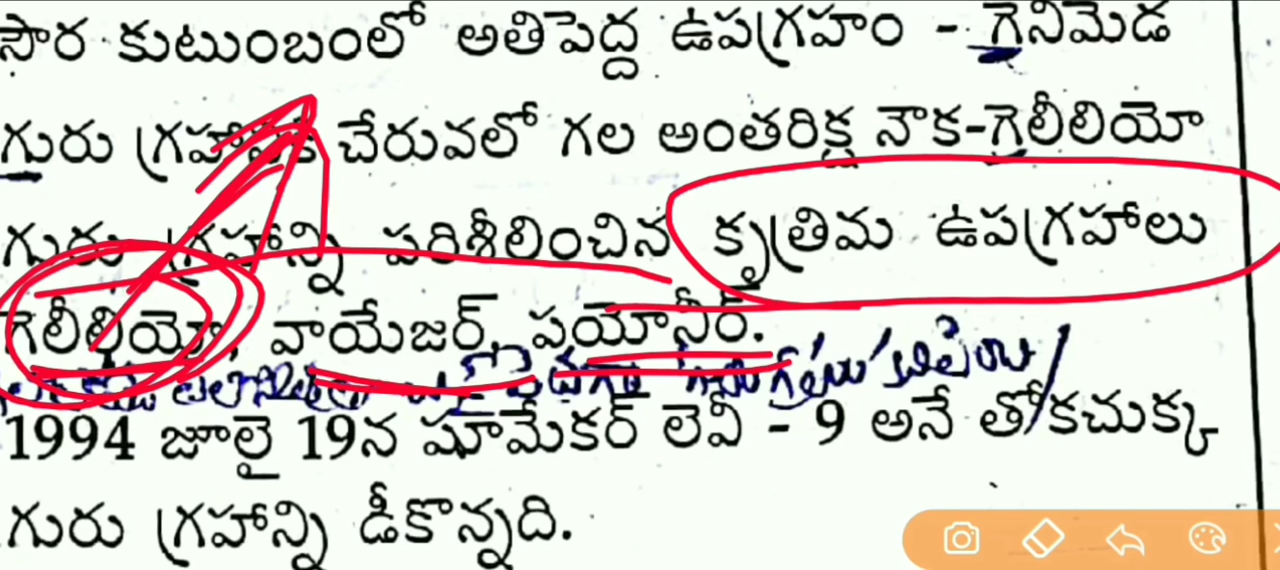 సౌర కుటుంబంలో అతిపెద్ద ఉపగ్రహం - గెనిమెడ
గురు గ్రహానికి చేరువలో గల అంతరిక్ష నౌక-గెలీలియో
గురు గ్రహాన్ని పరిశీలించిన కృత్రిమ ఉపగ్రహాలు
గెలీలియో, వాయేజర్, పయోనీర్.
1994 జూలై 19న షూమేకర్ లెవీ - 9 అనే తోకచుక్క
గురు గ్రహాన్ని డీకొన్నది.